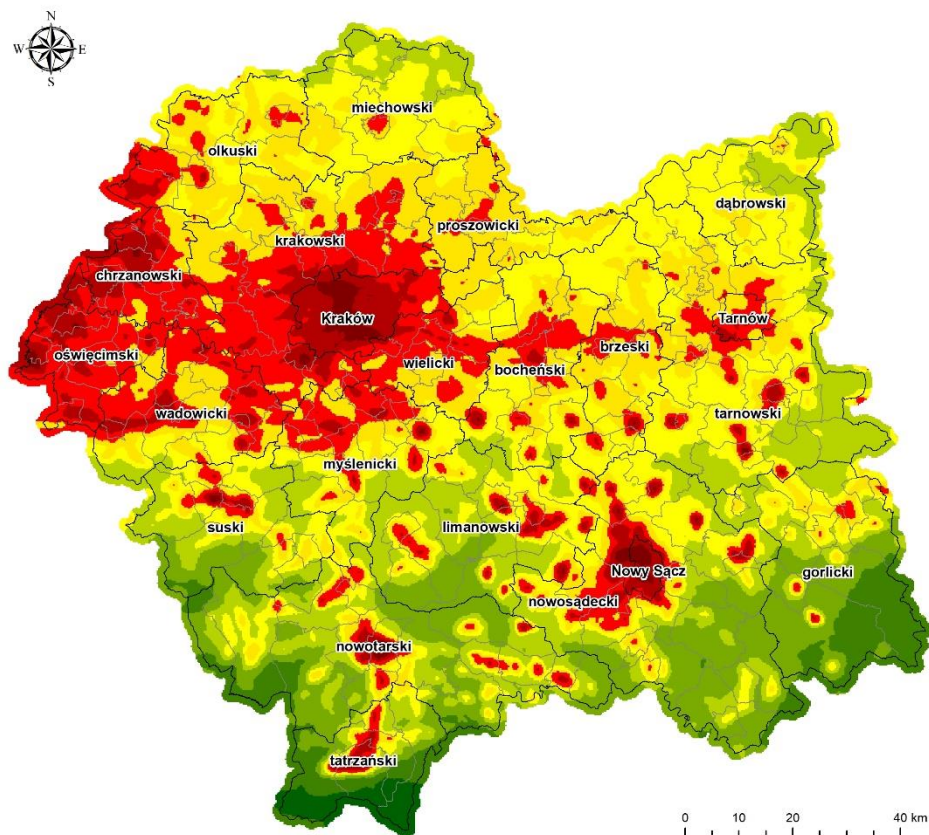 N
W E
S
miechowski
olkuski
dąbrowski
proszowicki
krakowski
chrzanowski
Kraków
Tarnów
brzeski
oświęcimski
wielicki
bocheński
wadowicki
tarnowski
myślenicki
suski
limanowski
Nowy Sącz
gorlicki
nowosądecki
nowotarski
tatrzański
0 10 20 40 km